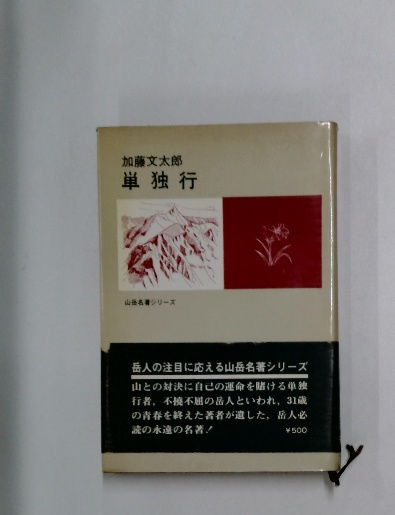 加藤文太郎
単独行
山岳名著シリーズ
岳人の注目に応える山岳名著シリーズ
山との対決に自己の運命を賭ける単独
行者，不撓不屈の岳人といわれ，31歳
の青春を終えた著者が遺した，岳人必
読の永遠の名著！
¥500